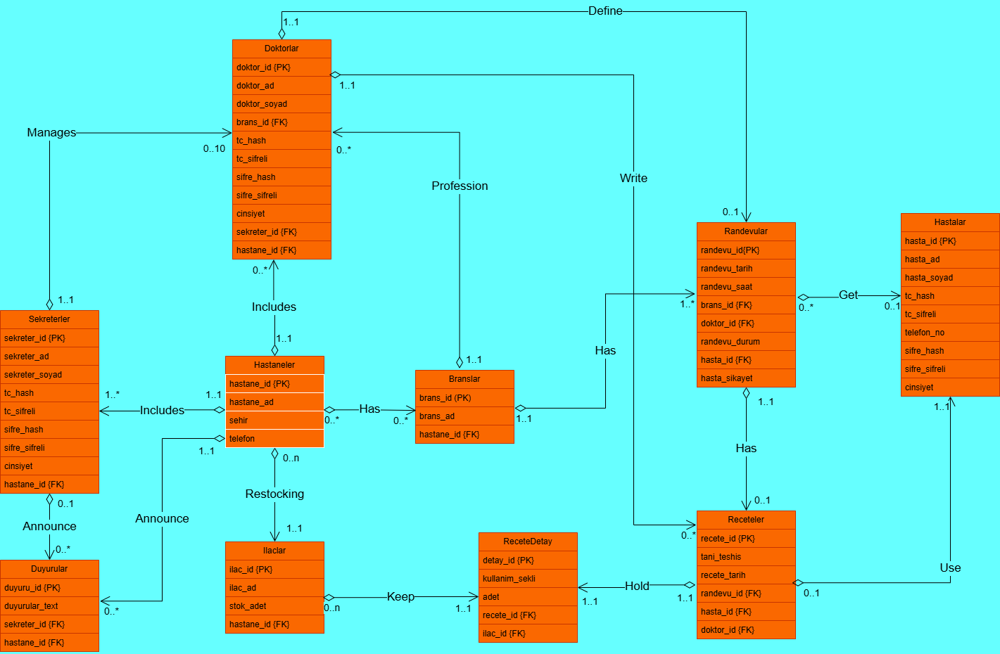 Define
1..1
Doktorlar
doktor_id {PK}
doktor_ad
doktor_soyad
brans_id {FK}
tc_hash
tc_sifreli
sifre_hash
sifre_sifreli
cinsiyet
sekreter_id {FK}
hastane_id {FK}
1..1
Manages
0..10
0..*
Profession
Write
0..1
Randevular
randevu_id{PK}
randevu_tarih
randevu_saat
brans_id {FK}
doktor_id {FK}
randevu_durum
hasta_id {FK}
hasta_sikayet
Hastalar
hasta_id {PK}
hasta_ad
hasta_soyad
tc_hash
tc_sifreli
telefon_no
sifre_hash
sifre_sifreli
cinsiyet
0..*
Includes
1..1
1..1
Sekreterler
sekreter_id {PK}
sekreter_ad
sekreter_soyad
tc_hash
tc_sifreli
sifre_hash
sifre_sifreli
cinsiyet
hastane_id {FK}
1..*
Includes
1..1
Hastaneler
hastane_id {PK}
hastane_ad
sehir
telefon
0..*
Has
0..*
1..1
Branslar
brans_id (PK)
brans_ad
hastane_id {FK}
1..1
Has
1..*
0..*
Get
0..1
1..1
Has
0..1
1..1
Use
0..1
1..1
Announce
0..*
0..1
Announce
0..*
Duyurular
duyuru_id {PK}
duyurular_text
sekreter_id {FK}
hastane_id {FK}
0..n
Restocking
1..1
Ilaclar
ilac_id {PK}
ilac_ad
stok_adet
hastane_id {FK}
0..n
Keep
1..1
ReceteDetay
detay_id {PK}
kullanim_sekli
adet
recete_id {FK}
ilac_id {FK}
1..1
Hold
1..1
0..*
Receteler
recete_id {PK}
tani_teshis
recete_tarih
randevu_id {FK}
hasta_id {FK}
doktor_id {FK}